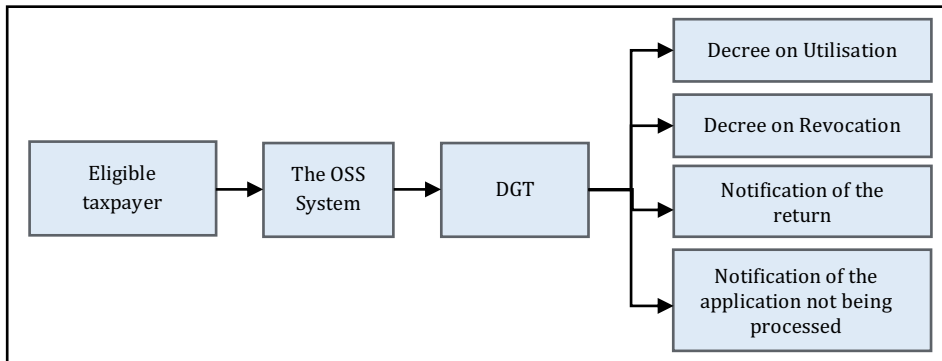 Eligible
taxpayer
The OSS
System
DGT
Decree on Utilisation
Decree on Revocation
Notification of the
return
Notification of the
application not being
processed